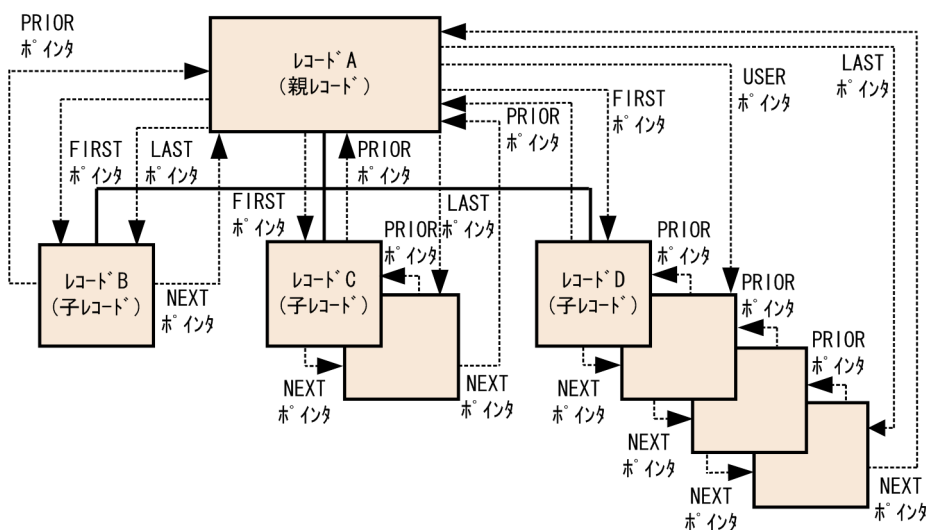 PRIOR
ﾎﾟｲﾝﾀ
ﾚｺｰﾄﾞA
(親ﾚｺｰﾄﾞ)
LAST
ﾎﾟｲﾝﾀ
USER
ﾎﾟｲﾝﾀ
FIRST
ﾎﾟｲﾝﾀ
PRIOR
ﾎﾟｲﾝﾀ
FIRST
ﾎﾟｲﾝﾀ
LAST
ﾎﾟｲﾝﾀ
PRIOR
ﾎﾟｲﾝﾀ
FIRST
ﾎﾟｲﾝﾀ
LAST
ﾎﾟｲﾝﾀ
PRIOR
ﾎﾟｲﾝﾀ
PRIOR
ﾎﾟｲﾝﾀ
ﾚｺｰﾄﾞB
(子ﾚｺｰﾄﾞ)
NEXT
ﾎﾟｲﾝﾀ
ﾚｺｰﾄﾞC
(子ﾚｺｰﾄﾞ)
ﾚｺｰﾄﾞD
(子ﾚｺｰﾄﾞ)
PRIOR
ﾎﾟｲﾝﾀ
PRIOR
ﾎﾟｲﾝﾀ
NEXT
ﾎﾟｲﾝﾀ
NEXT
ﾎﾟｲﾝﾀ
NEXT
ﾎﾟｲﾝﾀ
NEXT
ﾎﾟｲﾝﾀ
NEXT
ﾎﾟｲﾝﾀ
NEXT
ﾎﾟｲﾝﾀ